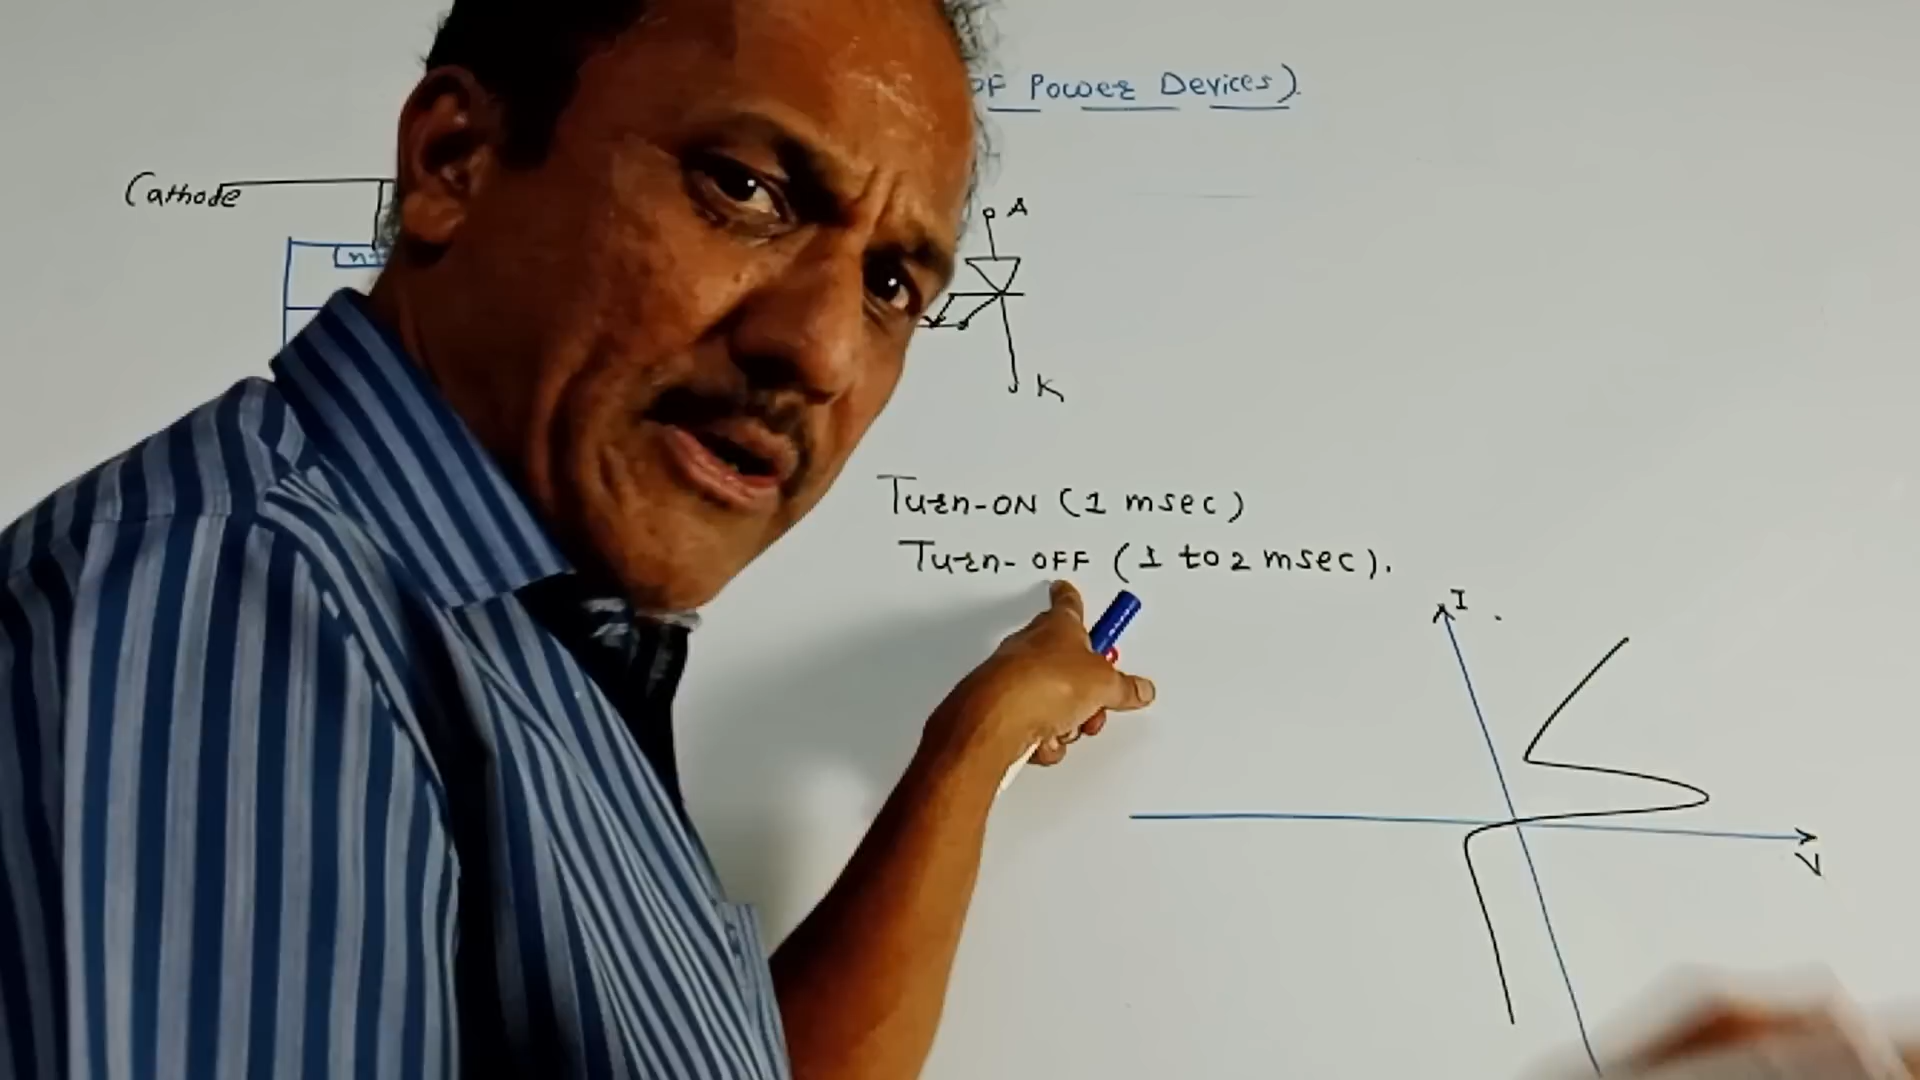 OF Power Devices)
Cathode
A
n+
K
Turn-ON (1 msec)
Turn-OFF (1 to 2 msec).
I
V